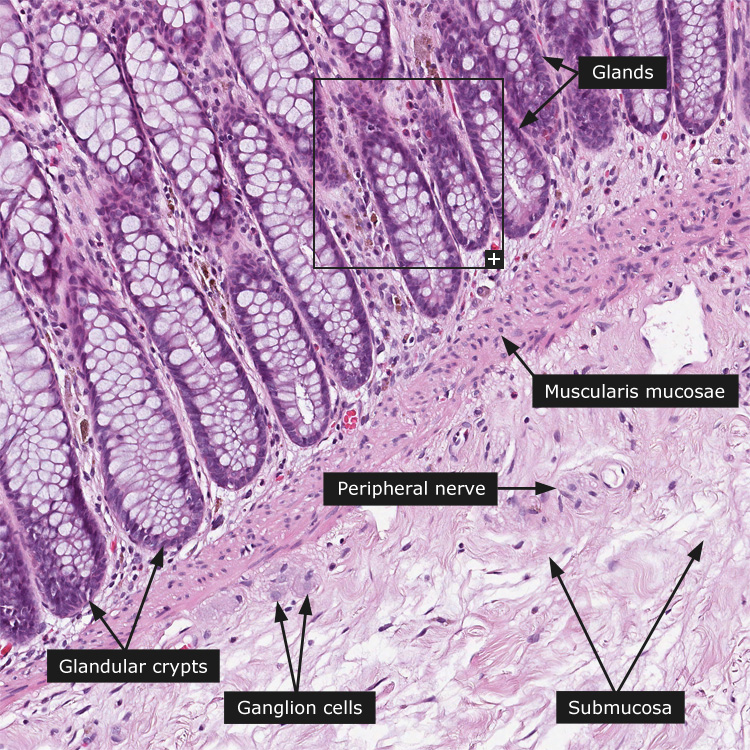 Glands
Muscularis mucosae
Peripheral nerve
Glandular crypts
Ganglion cells
Submucosa